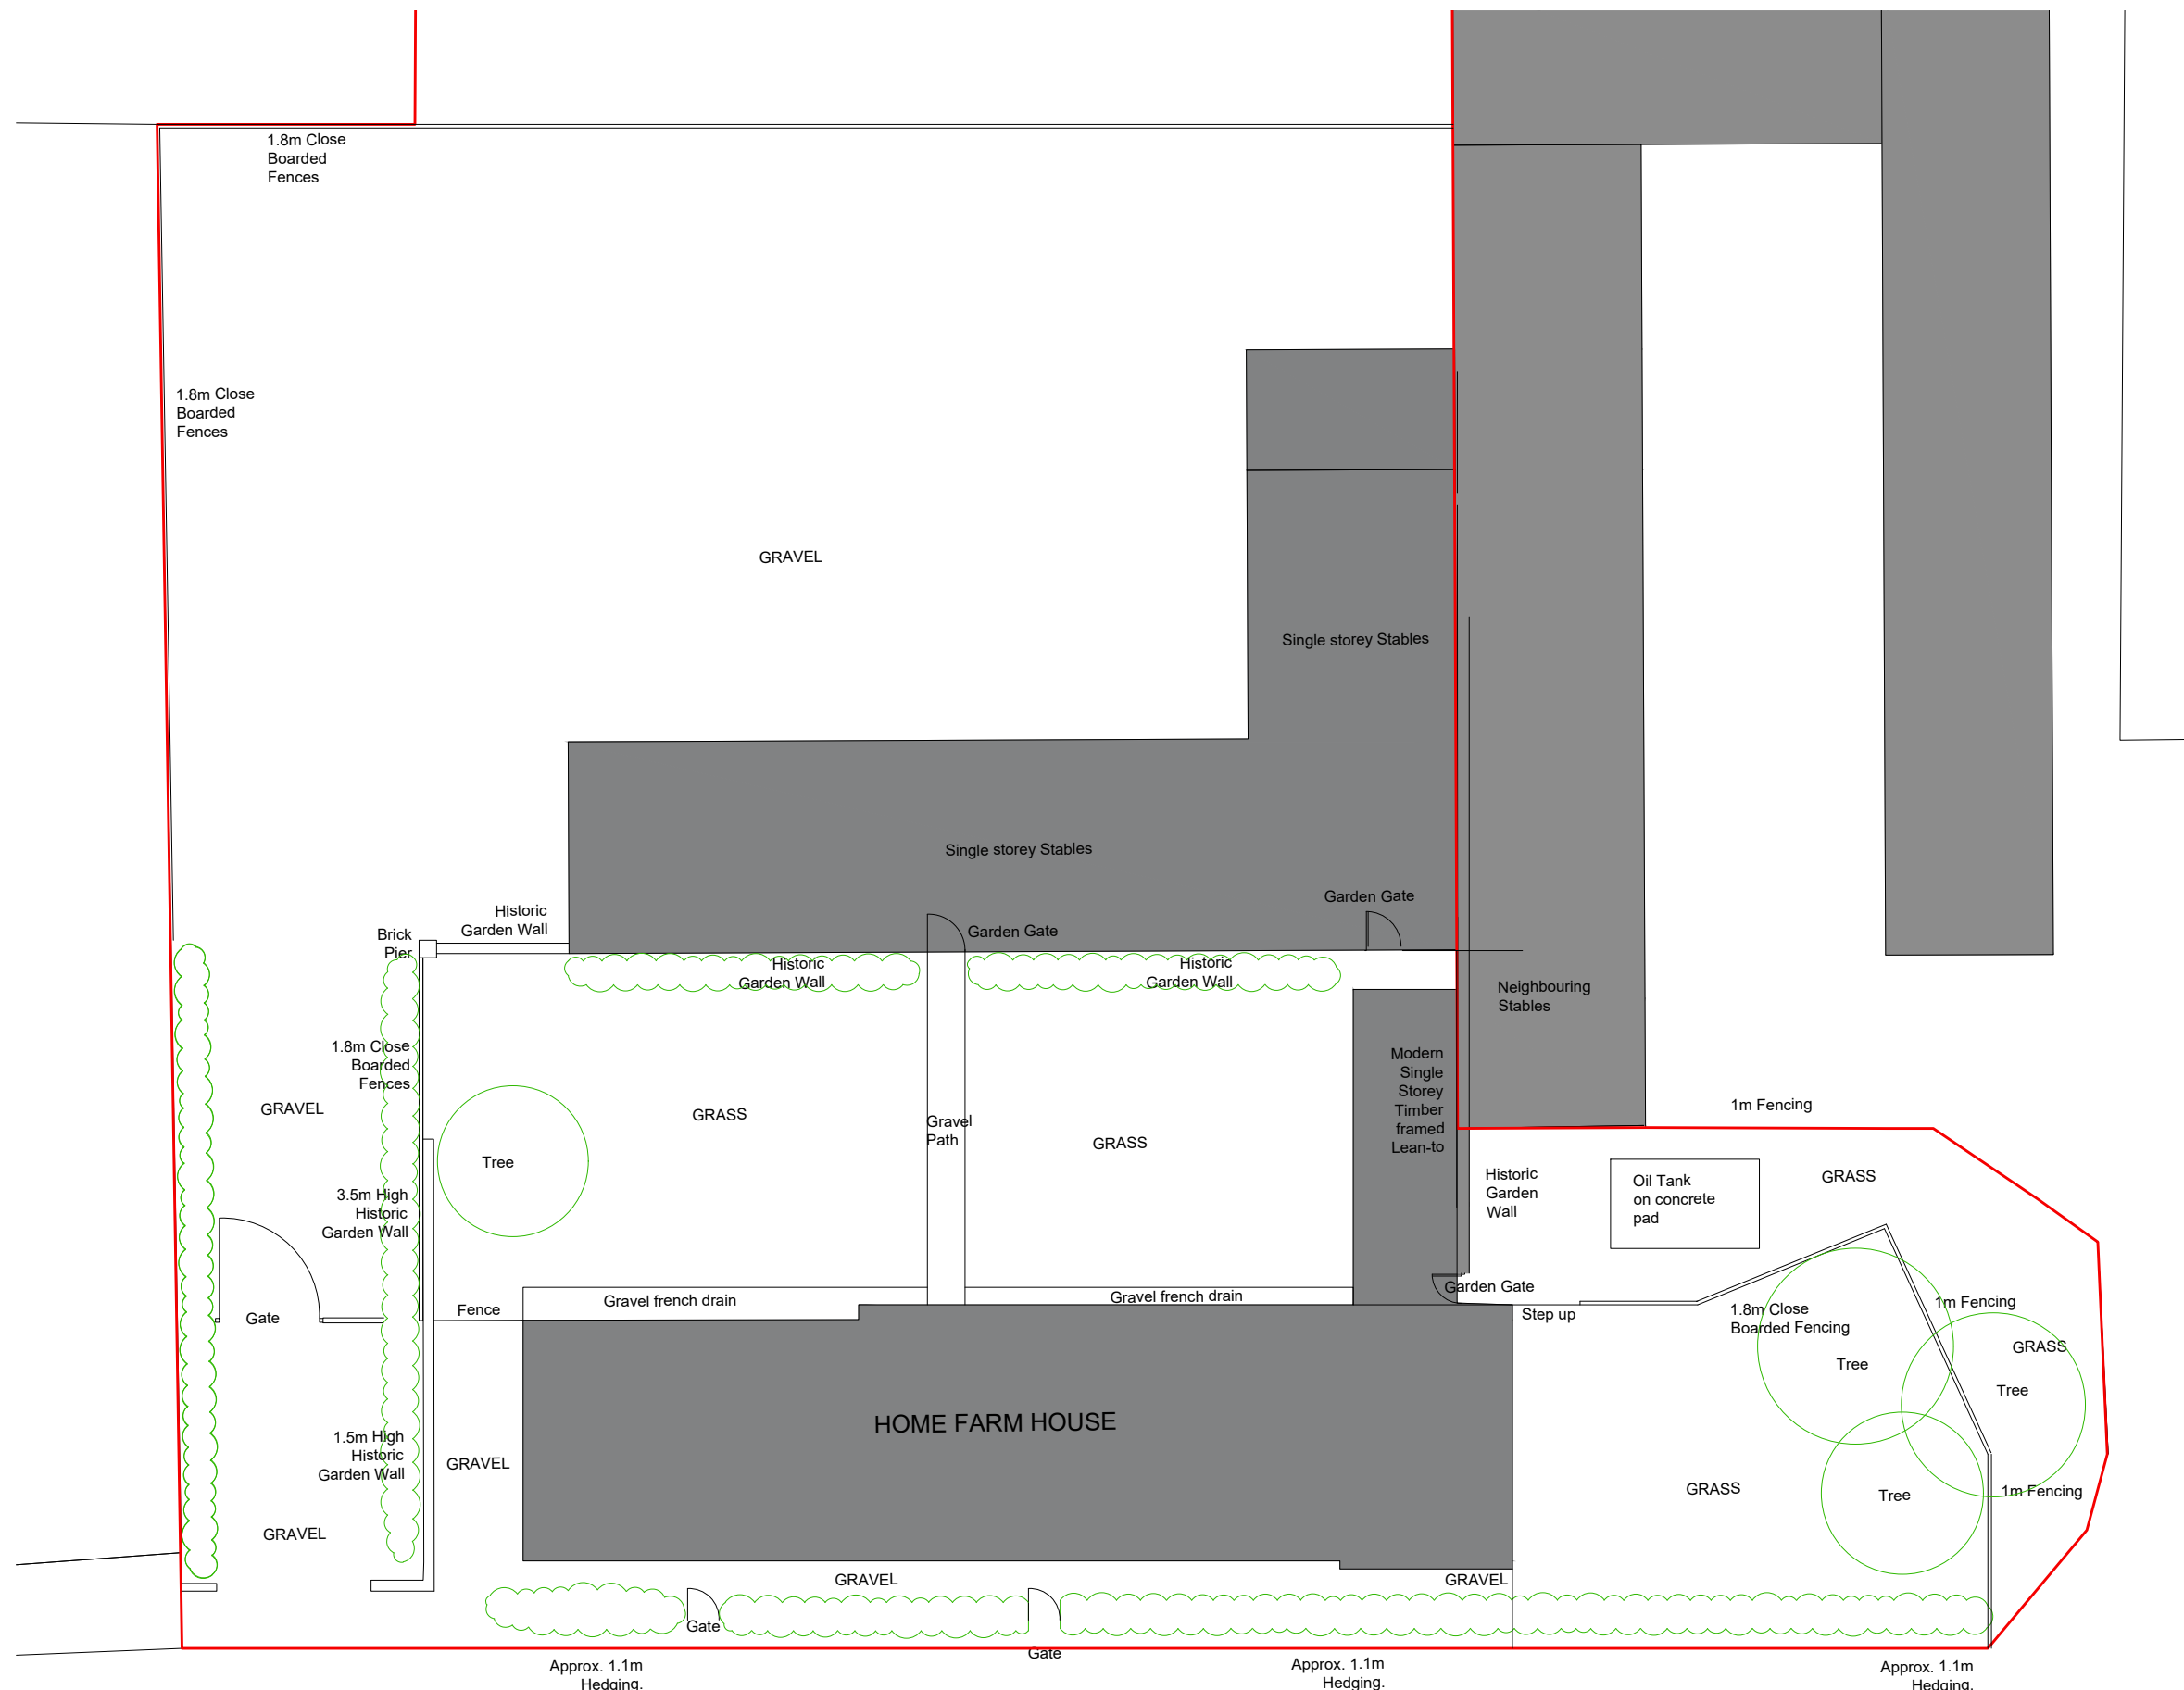 1.8m Close
Boarded
Fences
1.8m Close
Boarded
Fences
GRAVEL
Single storey Stables
Single storey Stables
Garden Gate
Historic
Garden Wall
Brick
Pier
Garden Gate
Historic
Garden Wall
Historic
Garden Wall
Neighbouring
Stables
1.8m Close
Boarded
Fences
GRAVEL
Modern
Single
Storey
Timber
framed
Lean-to
1m Fencing
GRASS
Gravel
Path
GRASS
Tree
Historic
Garden
Wall
Oil Tank
on concrete
pad
GRASS
3.5m High
Historic
Garden Wall
Gate
Fence
Gravel french drain
Gravel french drain
Garden Gate
Step up
1.8m Close
Boarded Fencing
1m Fencing
GRASS
Tree
Tree
HOME FARM HOUSE
1.5m High
Historic
Garden Wall
GRAVEL
GRASS
Tree
1m Fencing
GRAVEL
GRAVEL
GRAVEL
Gate
Gate
Approx. 1.1m
Hedging.
Approx. 1.1m
Hedging.
Approx. 1.1m
Hedging.